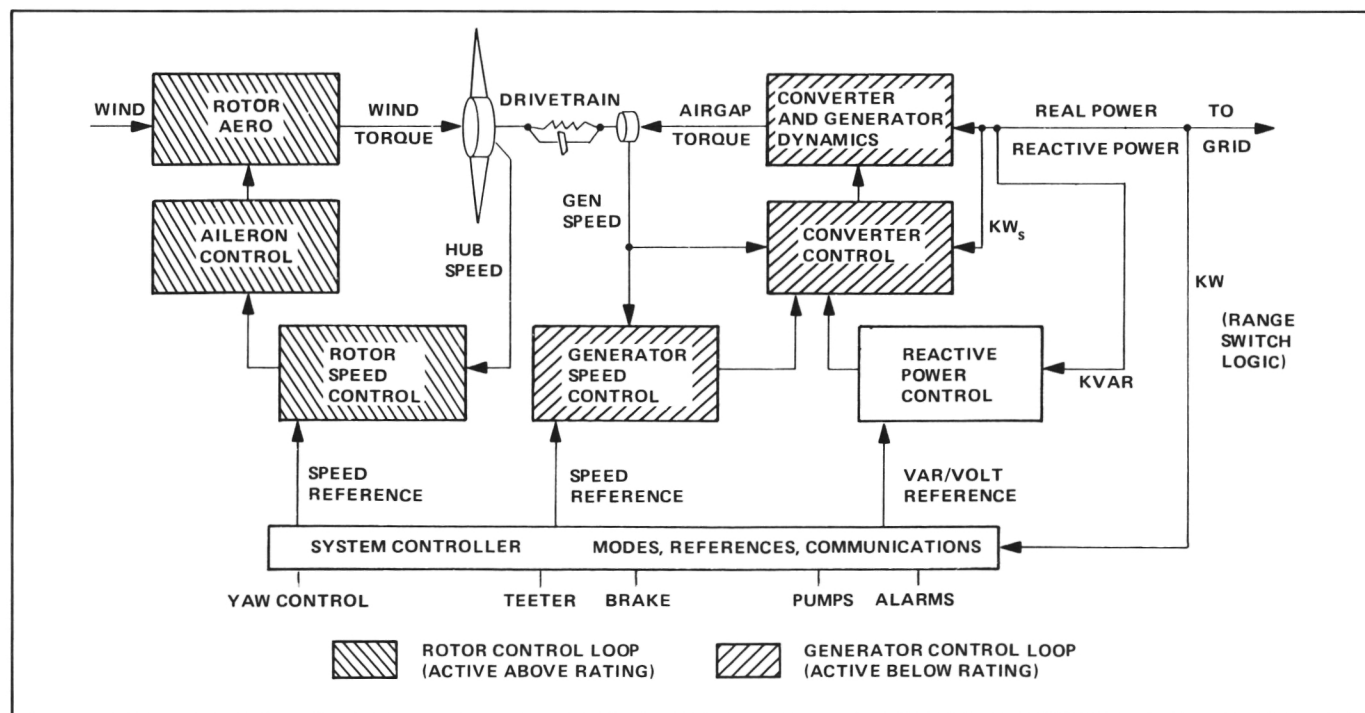 WIND
ROTOR
AERO
WIND
TORQUE
DRIVETRAIN
AIRGAP
TORQUE
CONVERTER
AND GENERATOR
DYNAMICS
REAL POWER
REACTIVE POWER
TO
GRID
AILERON
CONTROL
HUB
SPEED
GEN
SPEED
CONVERTER
CONTROL
KWS
KW
(RANGE
SWITCH
LOGIC)
ROTOR
SPEED
CONTROL
GENERATOR
SPEED
CONTROL
REACTIVE
POWER
CONTROL
KVAR
SPEED
REFERENCE
SPEED
REFERENCE
VAR/VOLT
REFERENCE
SYSTEM CONTROLLER
MODES, REFERENCES, COMMUNICATIONS
YAW CONTROL
TEETER
BRAKE
PUMPS
ALARMS
ROTOR CONTROL LOOP
(ACTIVE ABOVE RATING)
GENERATOR CONTROL LOOP
(ACTIVE BELOW RATING)